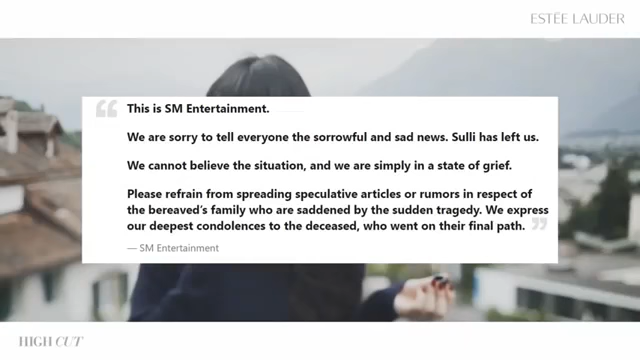 ESTĒE LAUDER
“
This is SM Entertainment.
We are sorry to tell everyone the sorrowful and sad news. Sulli has left us.
We cannot believe the situation, and we are simply in a state of grief.
Please refrain from spreading speculative articles or rumors in respect of
the bereaved’s family who are saddened by the sudden tragedy. We express
our deepest condolences to the deceased, who went on their final path. ”
— SM Entertainment
HIGH CUT